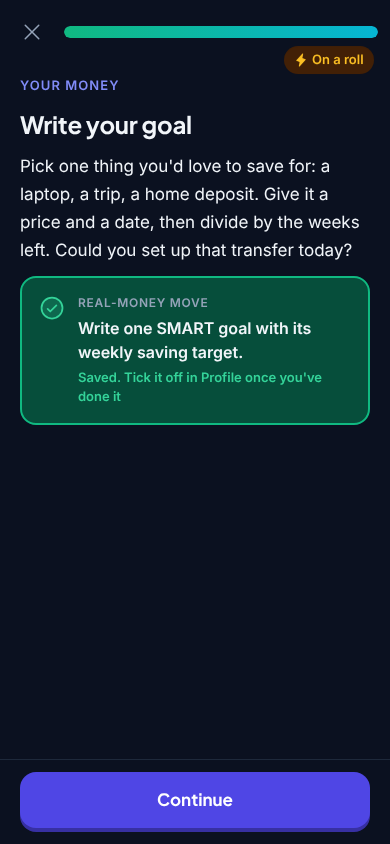 On a roll
YOUR MONEY
Write your goal
Pick one thing you'd love to save for: a
laptop, a trip, a home deposit. Give it a
price and a date, then divide by the weeks
left. Could you set up that transfer today?
REAL-MONEY MOVE
Write one SMART goal with its
weekly saving target.
Saved. Tick it off in Profile once you've
done it
Continue